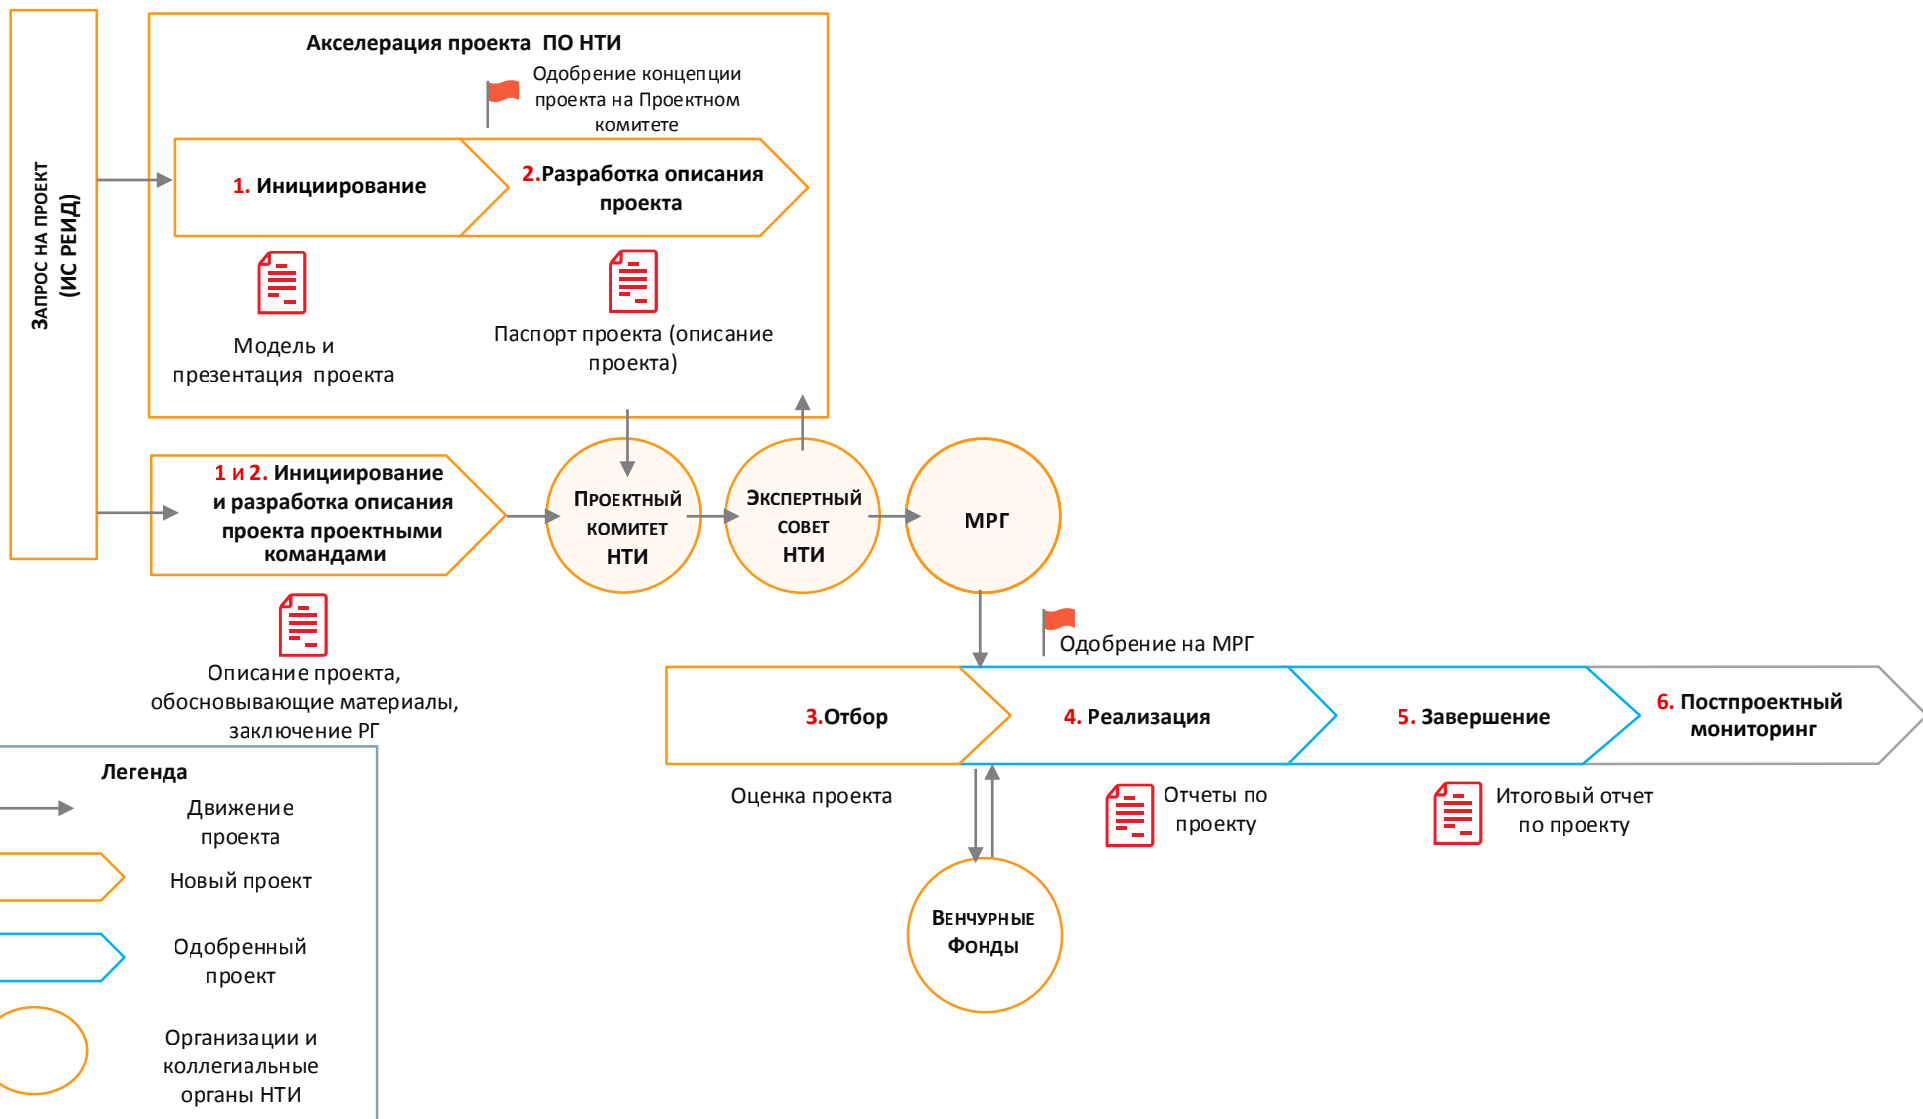 ЗАПРОС НА ПРОЕКТ
(ИС РЕИД)
Акселерация проекта ПО НТИ
Одобрение концепции
проекта на Проектном
комитете
1. Инициирование
2.Разработка описания
проекта
Модель и
презентация проекта
Паспорт проекта (описание
проекта)
1 и 2. Инициирование
и разработка описания
проекта проектными
командами
ПРОЕКТНЫЙ
КОМИТЕТ
НТИ
ЭКСПЕРТНЫЙ
СОВЕТ
НТИ
МРГ
Описание проекта,
обосновывающие материалы,
заключение РГ
Одобрение на МРГ
3.Отбор
4. Реализация
5. Завершение
6. Постпроектный
мониторинг
Оценка проекта
Отчеты по
проекту
Итоговый отчет
по проекту
ВЕНЧУРНЫЕ
ФОНДЫ
Легенда
Движение
проекта
Новый проект
Одобренный
проект
Организации и
коллегиальные
органы НТИ